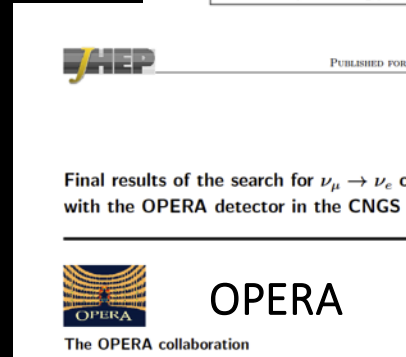 JHEP
PUBLISHED FOR
Final results of the search for νμ → νe
with the OPERA detector in the CNGS
OPERA
OPERA
The OPERA collaboration